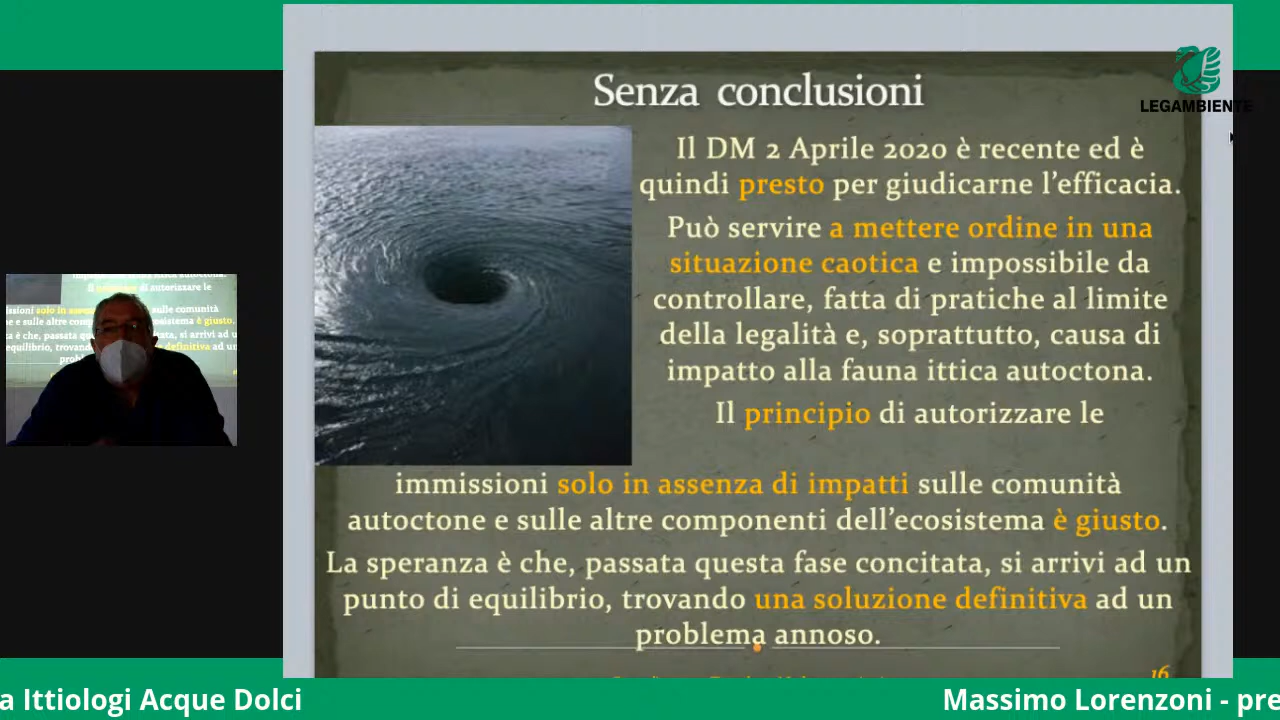 Senza conclusioni
LEGAMBIENTE
Il DM 2 Aprile 2020 è recente ed è
quindi presto per giudicarne l'efficacia.
Può servire a mettere ordine in una
situazione caotica e impossibile da
controllare, fatta di pratiche al limite
della legalità e, soprattutto, causa di
impatto alla fauna ittica autoctona.
Il principio di autorizzare le
immissioni solo in assenza di impatti sulle comunità
autoctone e sulle altre componenti dell'ecosistema è giusto.
La speranza è che, passata questa fase concitata, si arrivi ad un
punto di equilibrio, trovando una soluzione definitiva ad un
problema annoso.
16
a Ittiologi Acque Dolci
Massimo Lorenzoni - pre